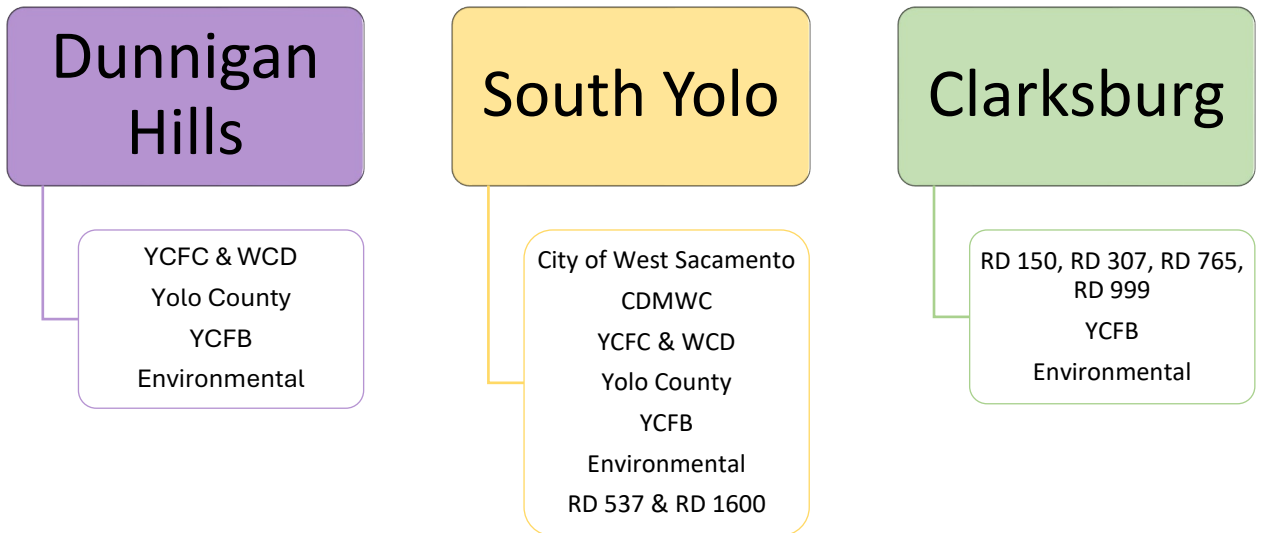 Dunnigan
Hills
YCFC & WCD
Yolo County
YCFB
Environmental
South Yolo
City of West Sacamento
CDMWC
YCFC & WCD
Yolo County
YCFB
Environmental
RD 537 & RD 1600
Clarksburg
RD 150, RD 307, RD 765,
RD 999
YCFB
Environmental